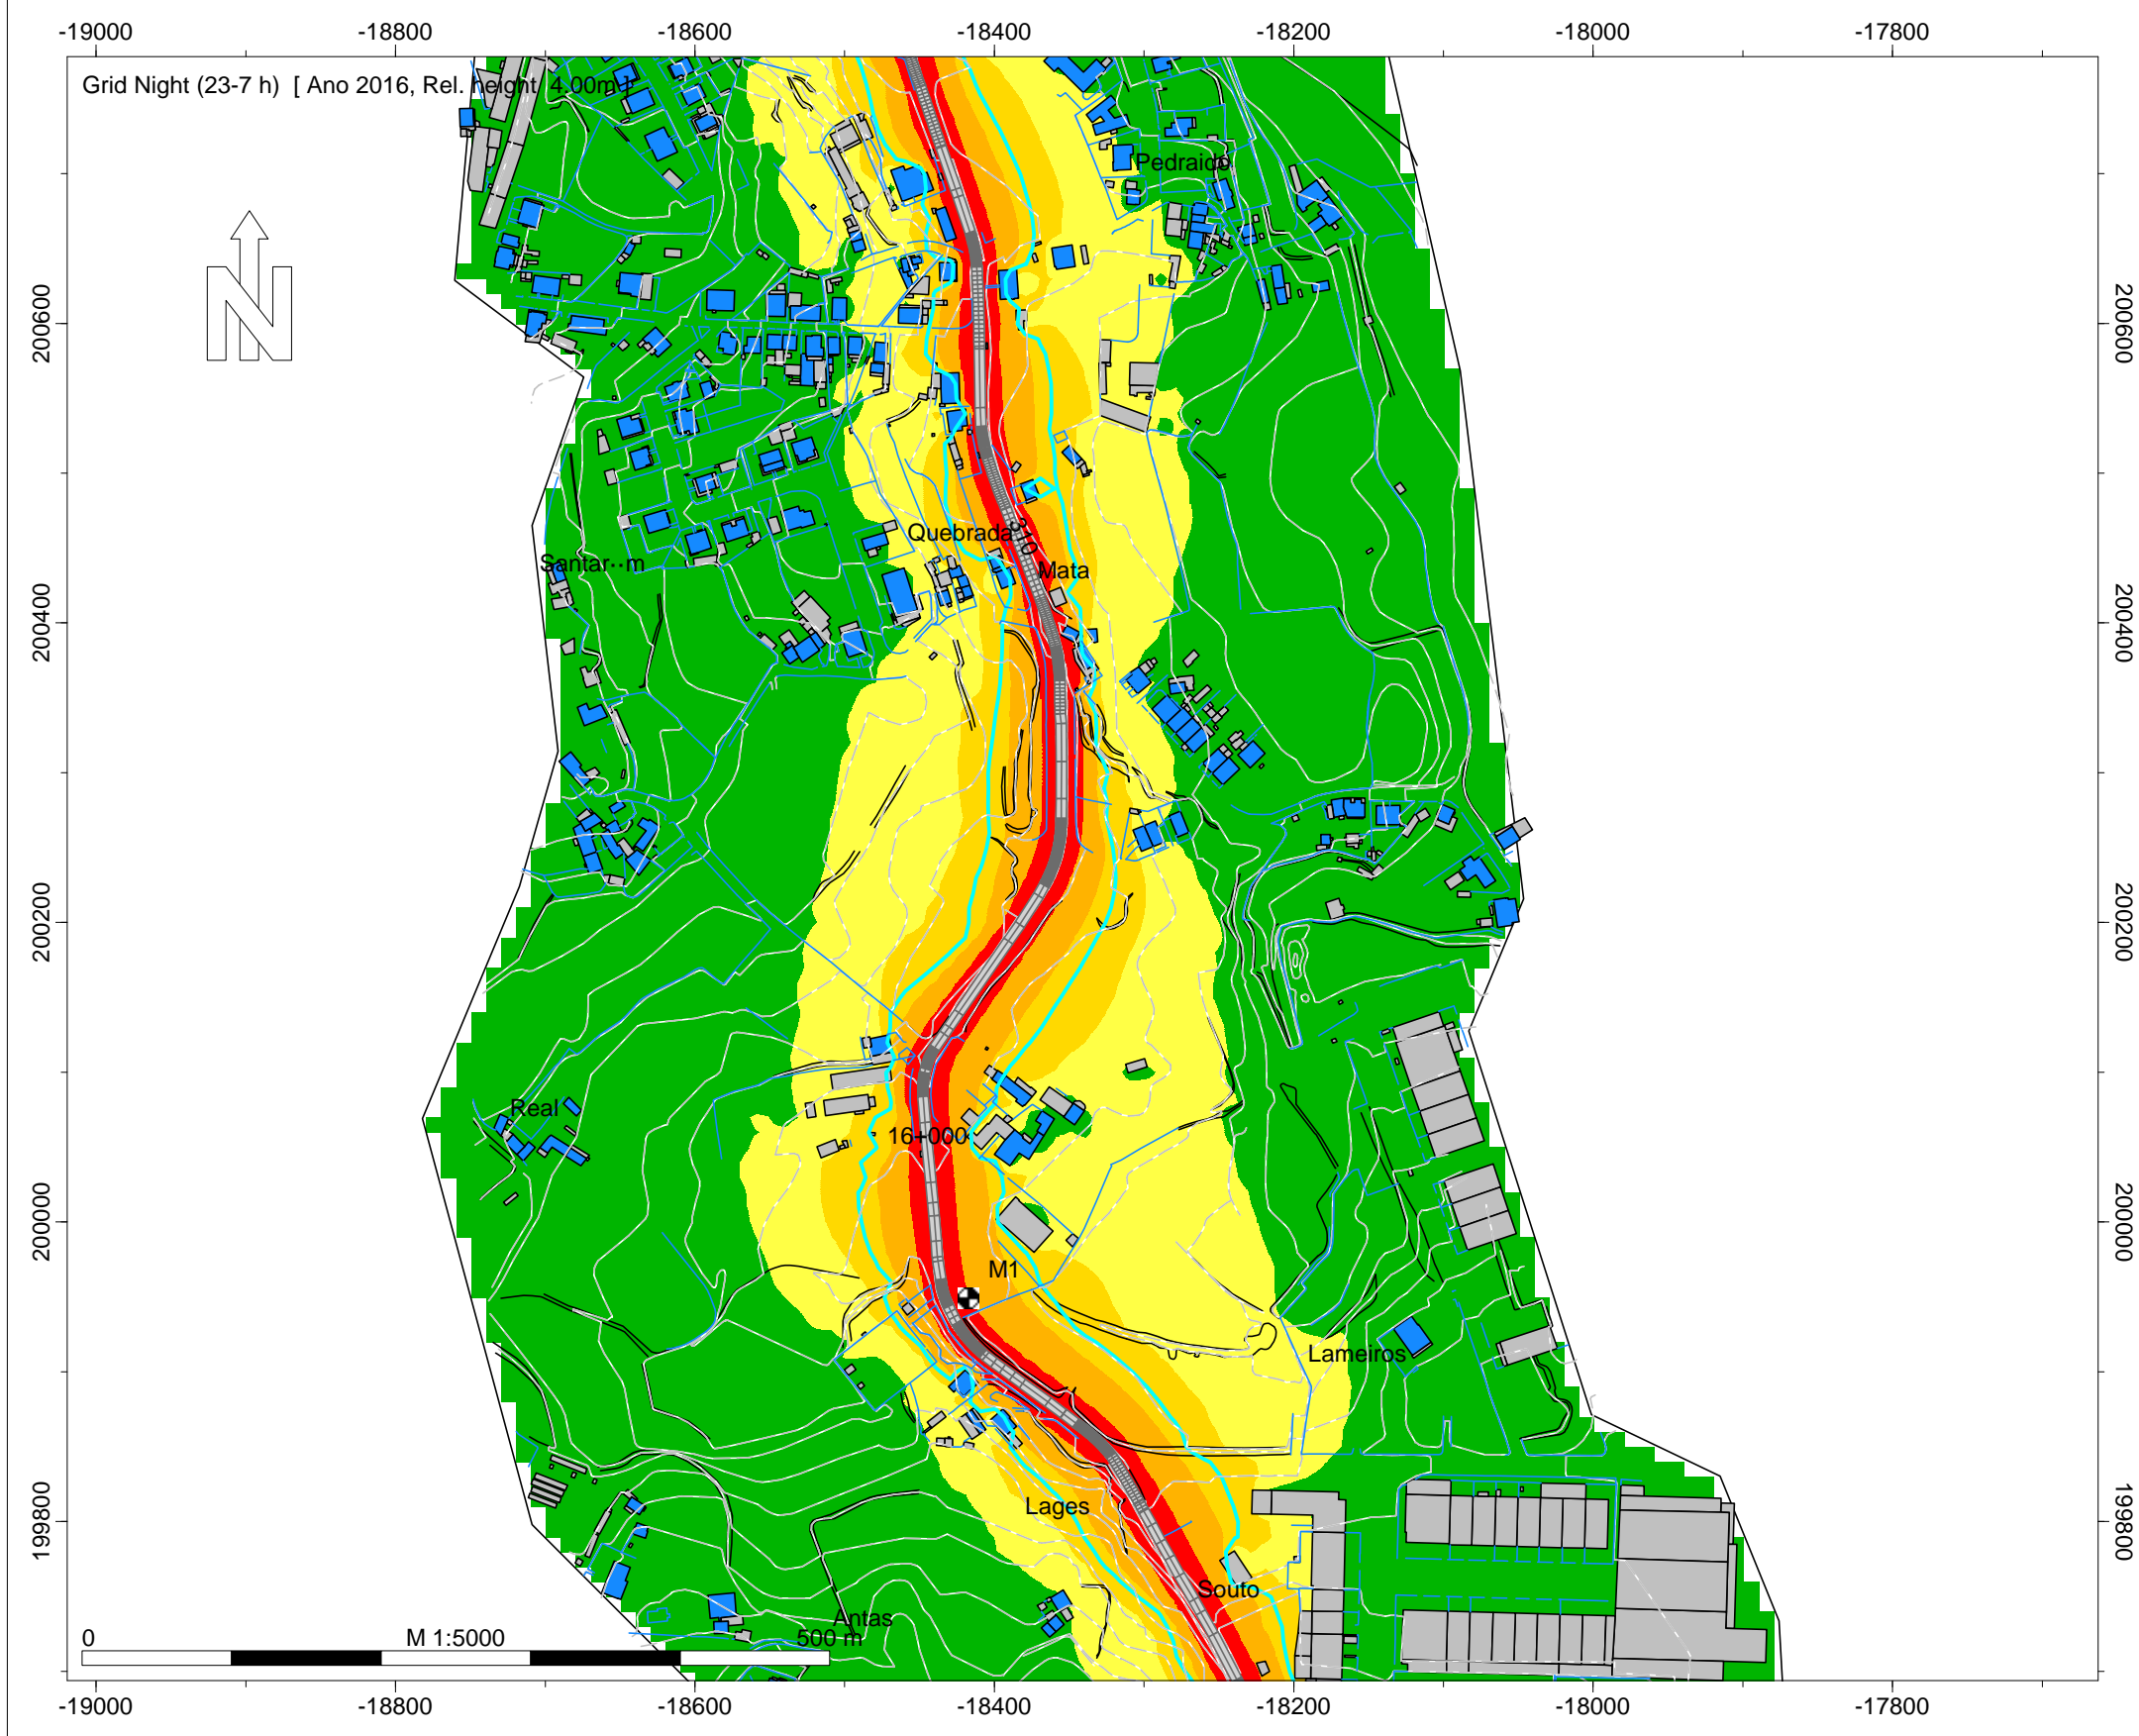 -19000 -18800 -18600 -18400 -18200 -18000 -17800
Grid Night (23-7 h) [ Ano 2016, Rel. height 4.00m ]
Pedraido
N
200600 200600
Quebrada
310
Santar··m
Mata
200400 200400
200200 200200
Real
16+000
200000 200000
M1
Lameiros
Lages
199800 199800
Souto
Antas
0 M 1:5000 500 m
-19000 -18800 -18600 -18400 -18200 -18000 -17800